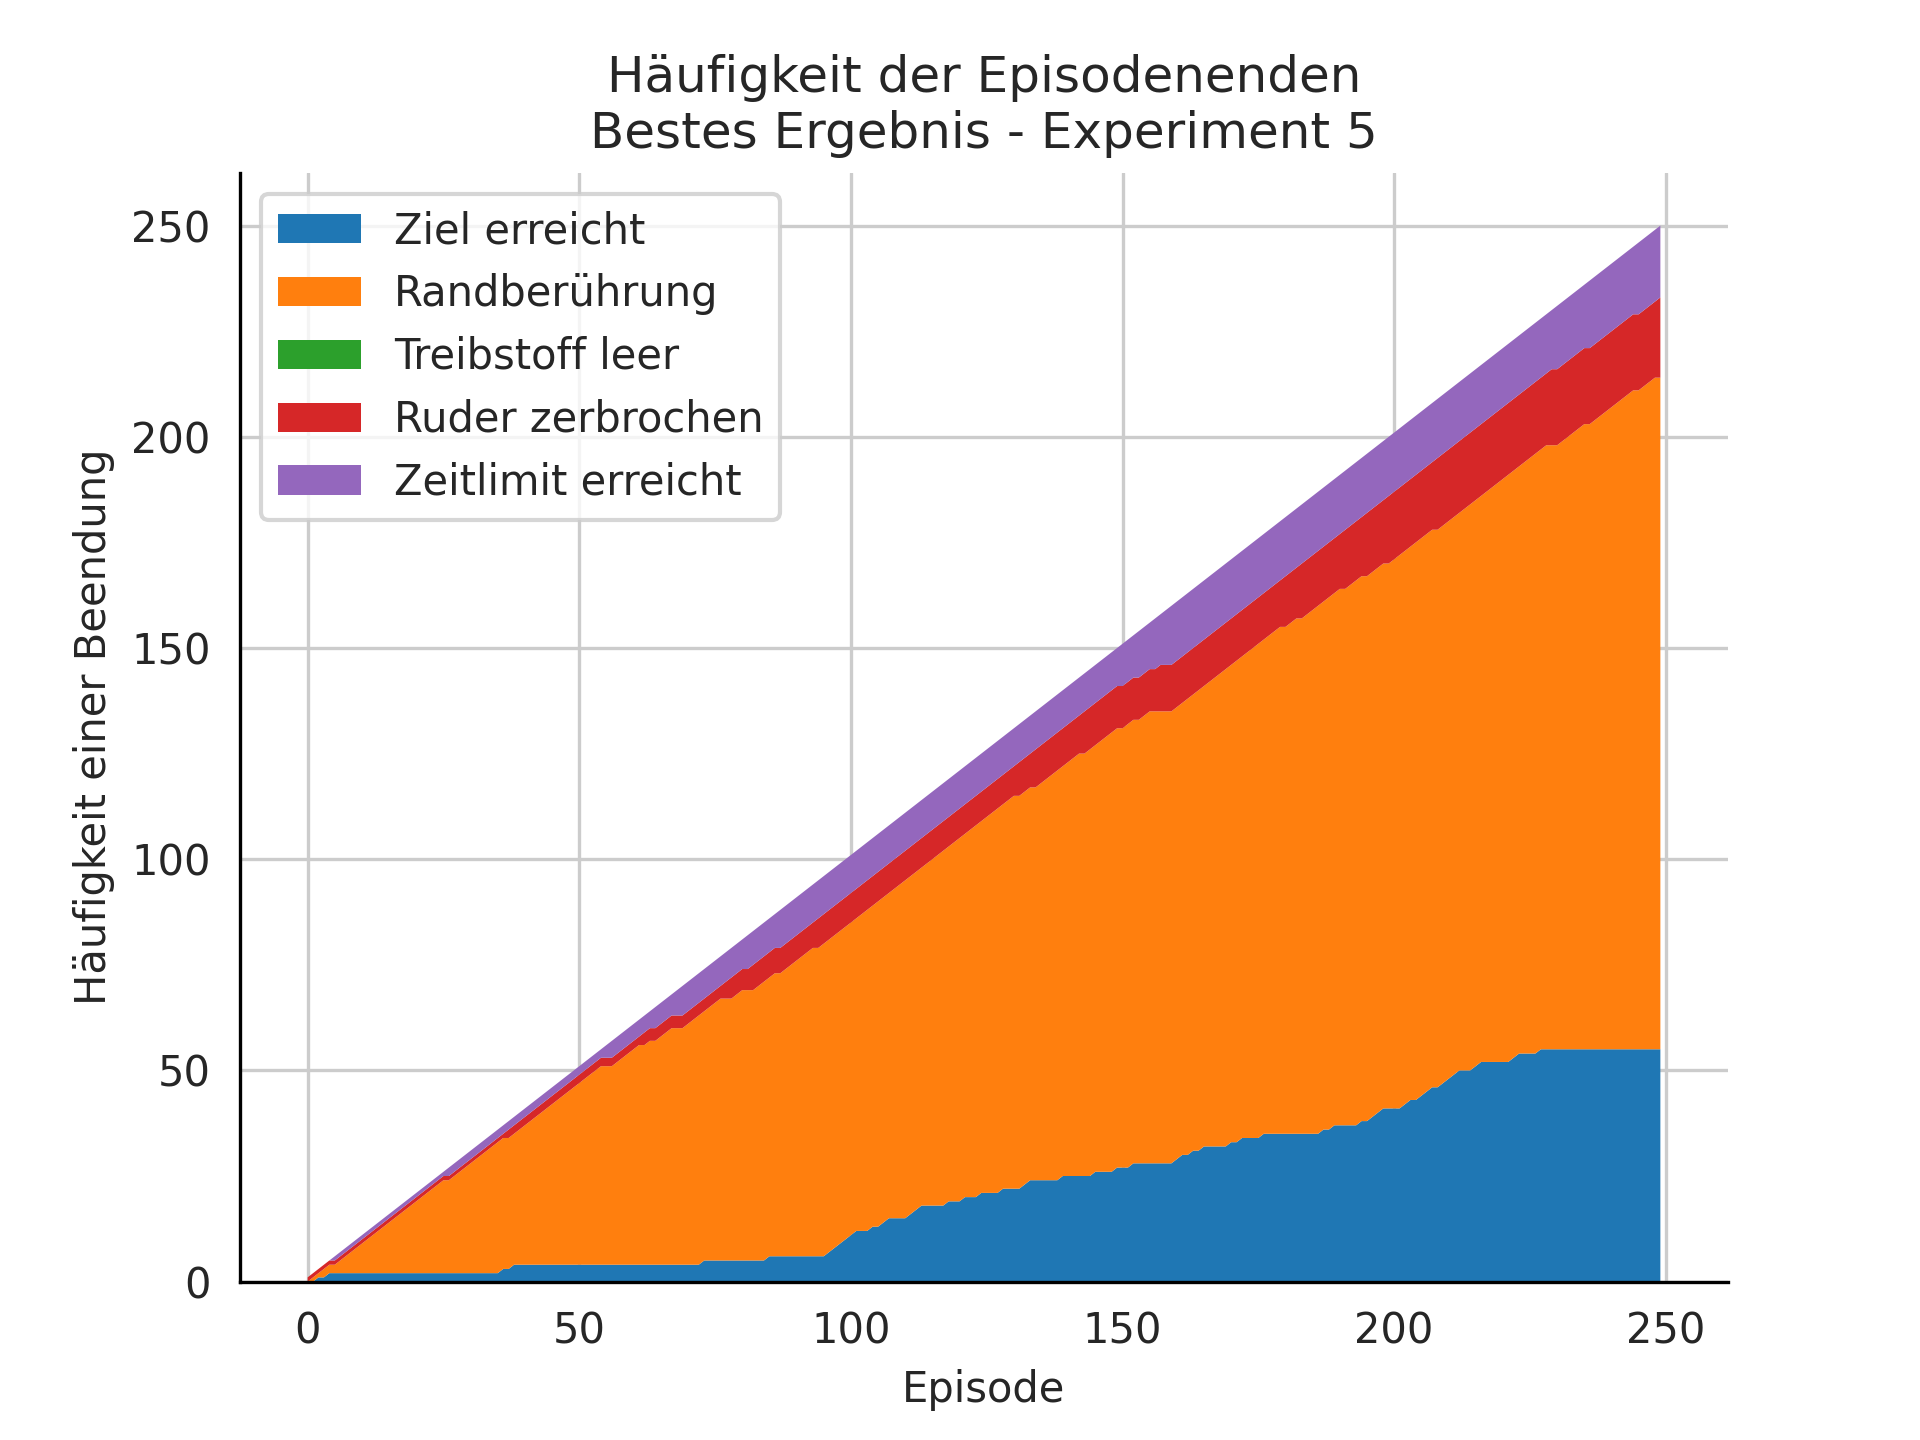 Häufigkeit der Episodenenden
Bestes Ergebnis - Experiment 5
Ziel erreicht
Randberührung
Treibstoff leer
Ruder zerbrochen
Zeitlimit erreicht
Häufigkeit einer Beendung
250
200
150
100
50
0
0 50 100 150 200 250
Episode